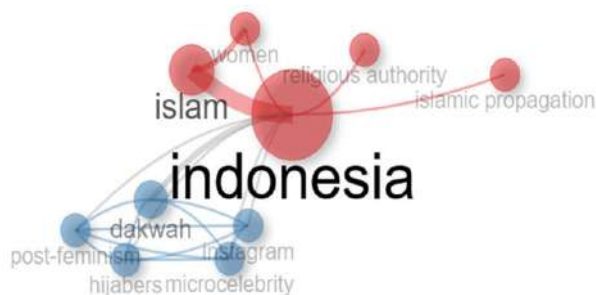 women
religious authority
islamic propagation
islam
indonesia
dakwah
instagram
post-feminism
hijabers
microcelebrity